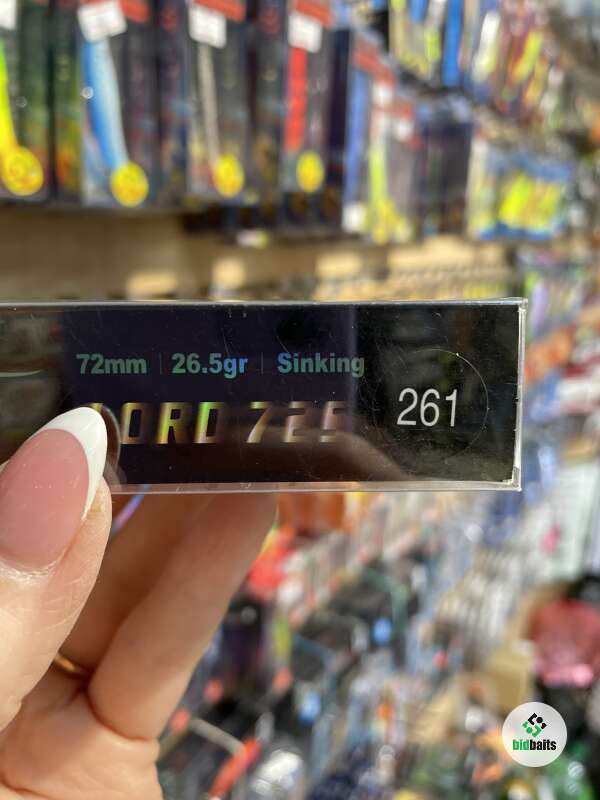 72mm | 26.5gr | Sinking
ORD 72S
261
bidbaits